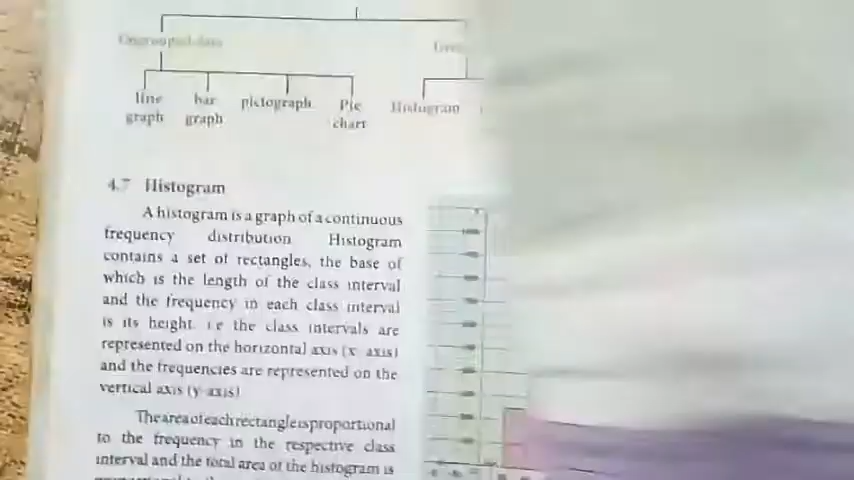 Ungrouped data
line graph
bar graph
pictograph
Pie chart
Histogram
4.7 Histogram
A histogram is a graph of a continuous
frequency distribution. Histogram
contains a set of rectangles, the base of
which is the length of the class interval
and the frequency in each class interval
is its height. i.e the class intervals are
represented on the horizontal axis (x- axis)
and the frequencies are represented on the
vertical axis (y-axis)
The area of each rectangle is proportional
to the frequency in the respective class
interval and the total area of the histogram is